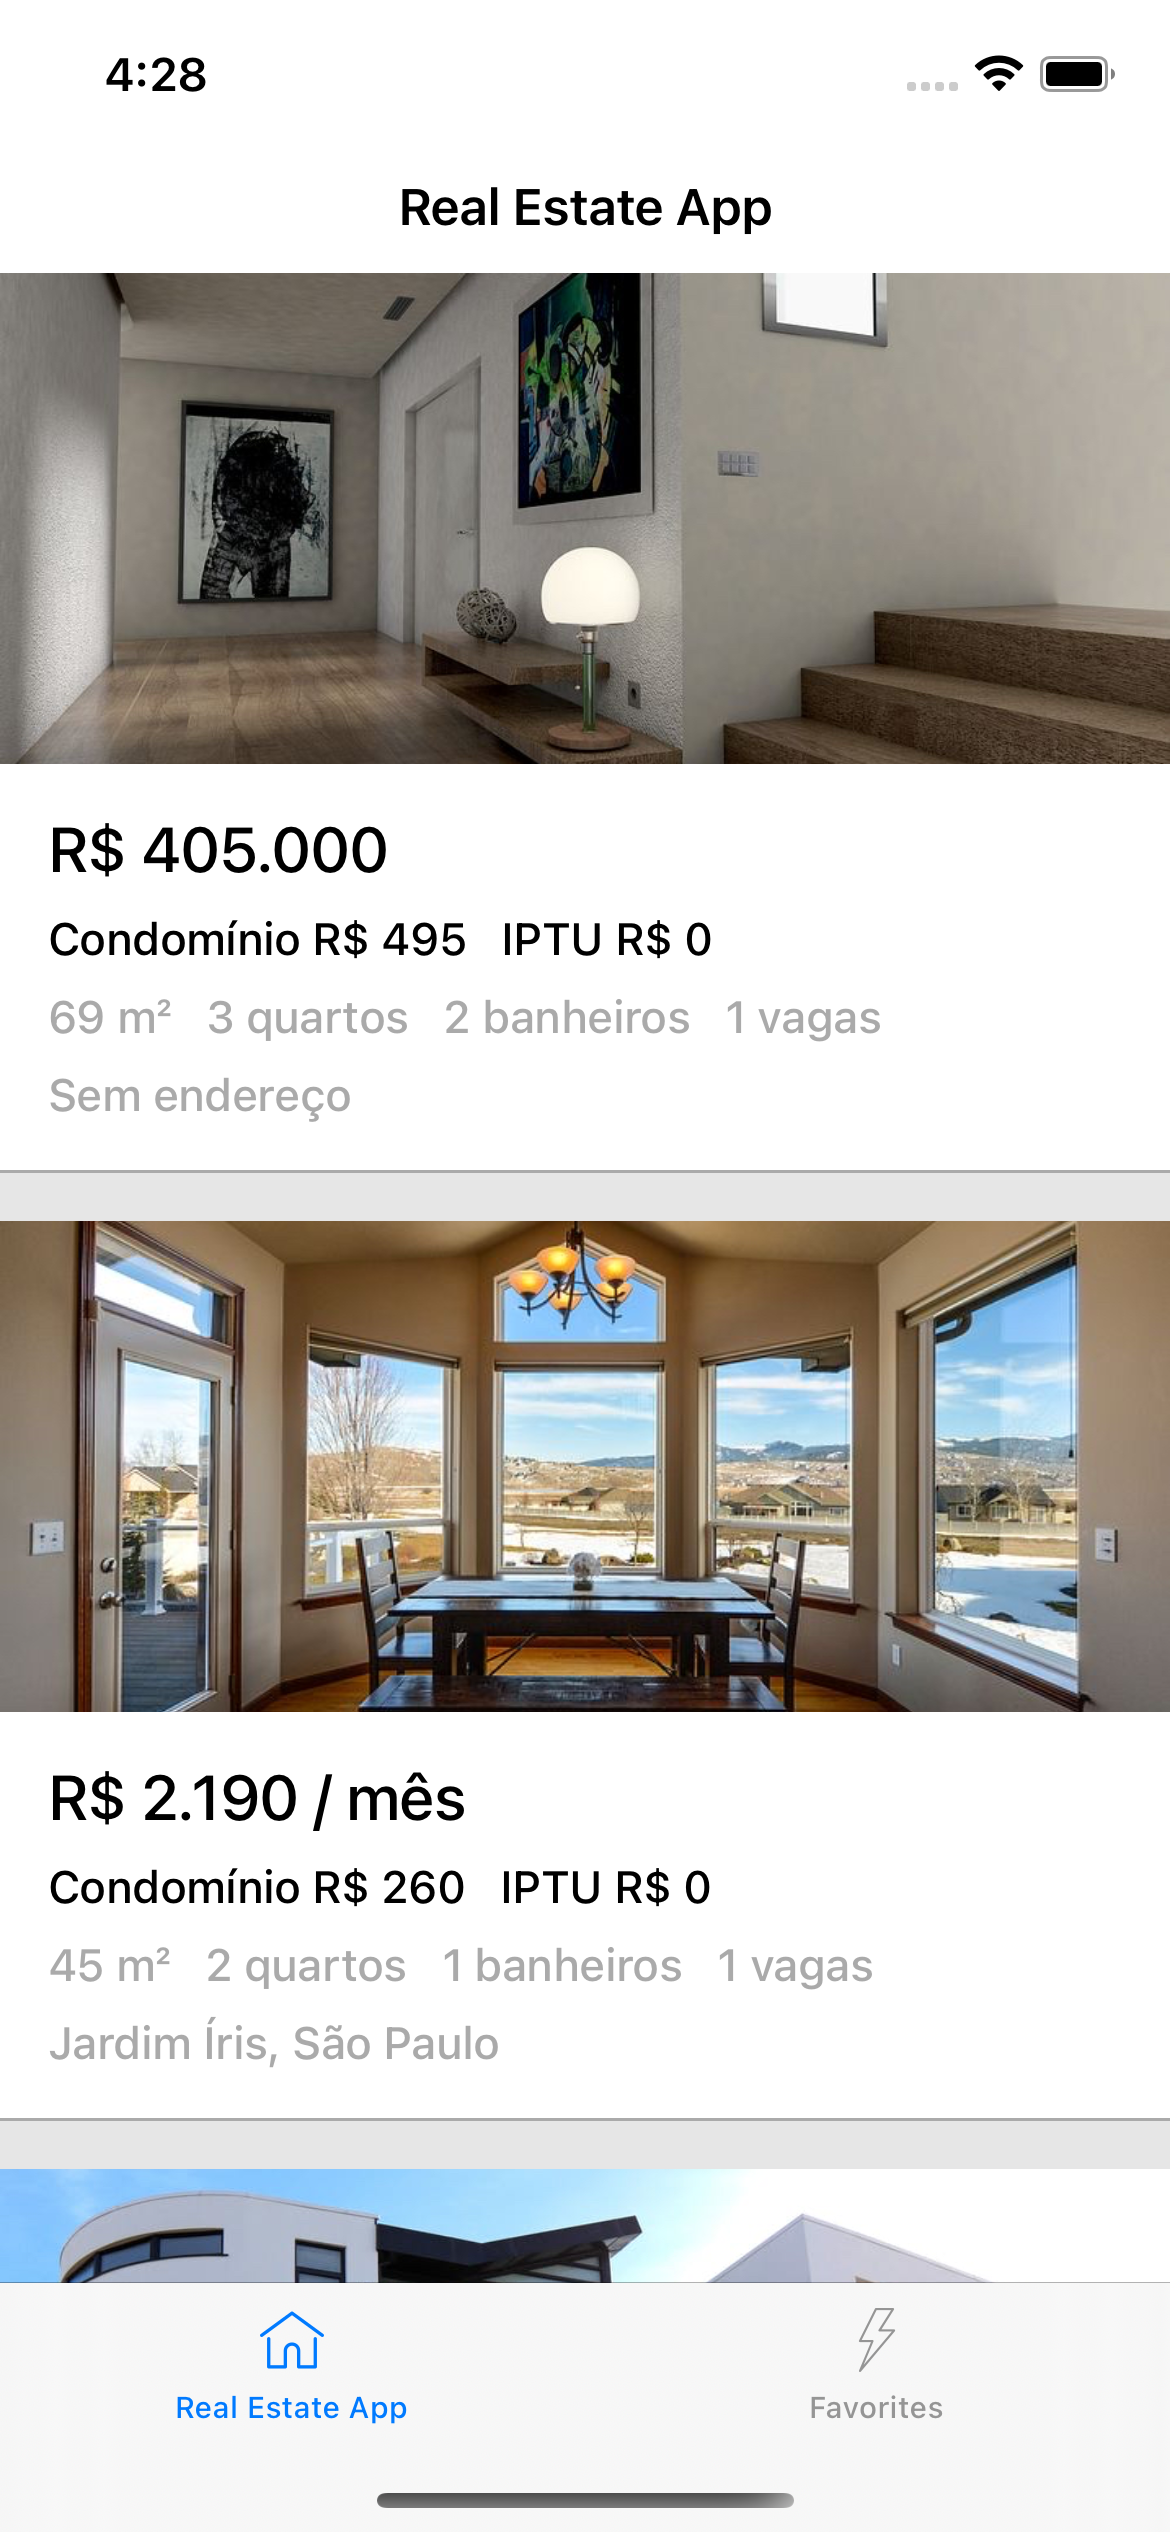 4:28
Real Estate App
R$ 405.000
Condomínio R$ 495 IPTU R$ 0
69 m² 3 quartos 2 banheiros 1 vagas
Sem endereço
R$ 2.190 / mês
Condomínio R$ 260 IPTU R$ 0
45 m² 2 quartos 1 banheiros 1 vagas
Jardim Íris, São Paulo
Real Estate App
Favorites